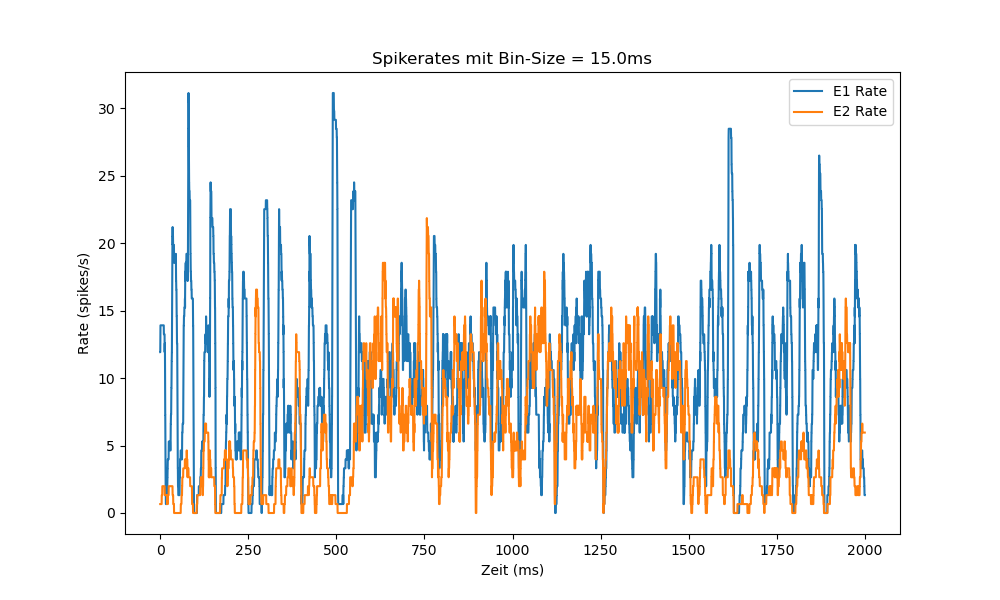 Spikerates mit Bin-Size = 15.0ms
E1 Rate
E2 Rate
30
25
20
15
10
5
0
Rate (spikes/s)
0 250 500 750 1000 1250 1500 1750 2000
Zeit (ms)